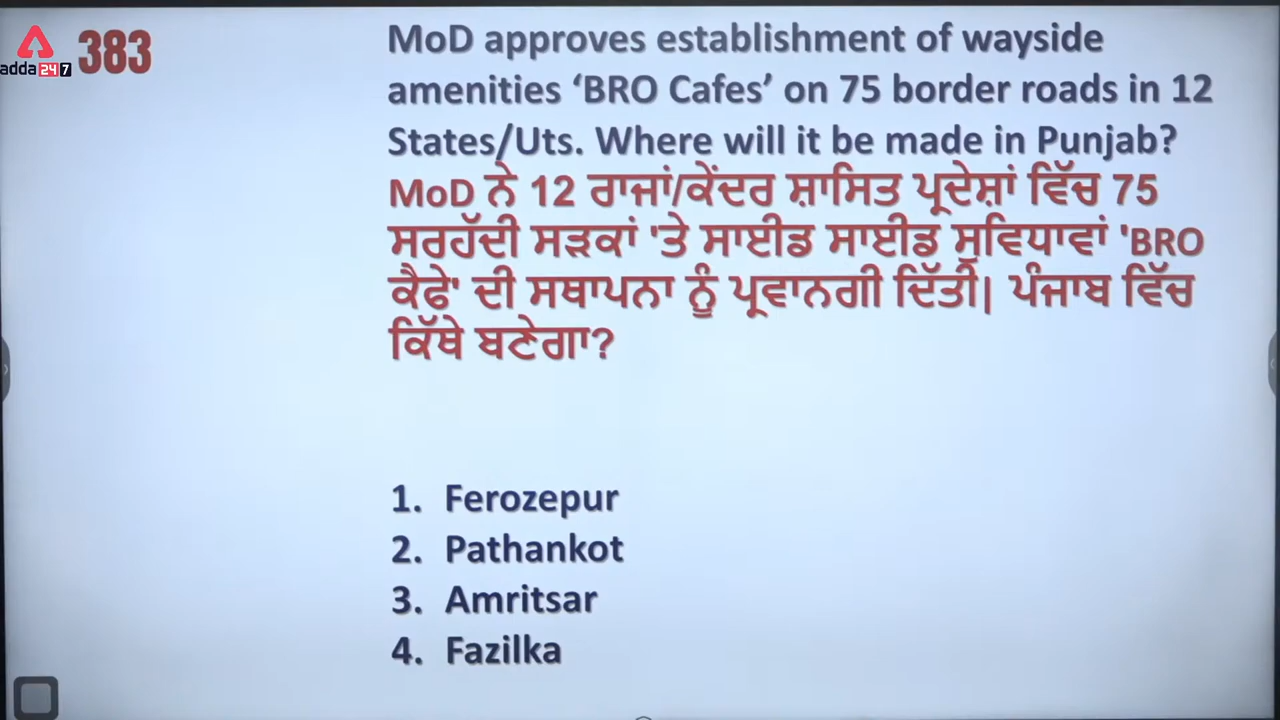 adda247
383
MoD approves establishment of wayside
amenities ‘BRO Cafes’ on 75 border roads in 12
States/Uts. Where will it be made in Punjab?
MoD ਨੇ 12 ਰਾਜਾਂ/ਕੇਂਦਰ ਸ਼ਾਸਿਤ ਪ੍ਰਦੇਸ਼ਾਂ ਵਿੱਚ 75
ਸਰਹੱਦੀ ਸੜਕਾਂ 'ਤੇ ਸਾਈਡ ਸਾਈਡ ਸੁਵਿਧਾਵਾਂ 'BRO
ਕੈਫੇ' ਦੀ ਸਥਾਪਨਾ ਨੂੰ ਪ੍ਰਵਾਨਗੀ ਦਿੱਤੀ| ਪੰਜਾਬ ਵਿੱਚ
ਕਿੱਥੇ ਬਣੇਗਾ?
1. Ferozepur
2. Pathankot
3. Amritsar
4. Fazilka